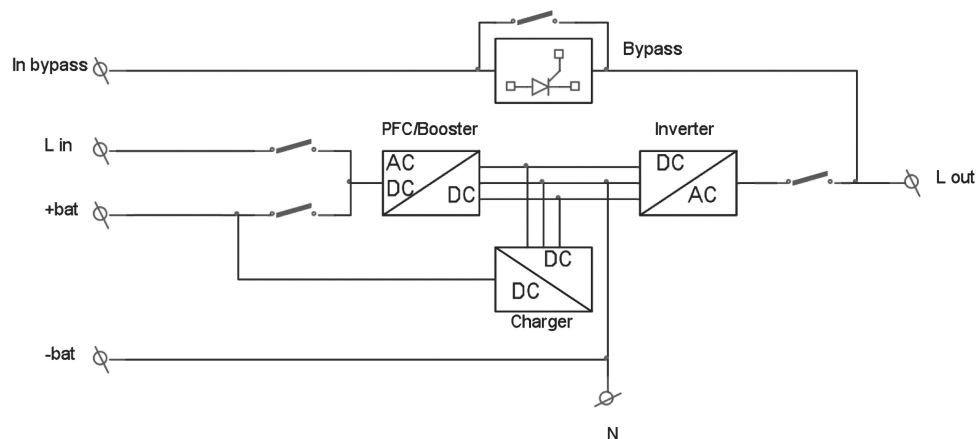 Bypass
In bypass
PFC/Booster
Inverter
L in
AC
DC
DC
DC
AC
L out
+bat
DC
DC
Charger
-bat
N